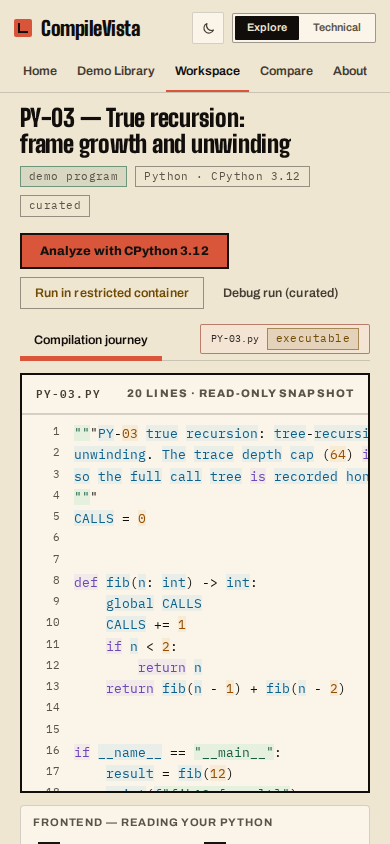 CompileVista
Explore Technical
Home Demo Library Workspace Compare About
PY-03 — True recursion:
frame growth and unwinding
demo program Python · CPython 3.12
curated
Analyze with CPython 3.12
Run in restricted container Debug run (curated)
Compilation journey PY-03.py executable
PY-03.PY 20 LINES · READ-ONLY SNAPSHOT
1 """PY-03 true recursion: tree-recursi
2 unwinding. The trace depth cap (64) i
3 so the full call tree is recorded hon
4 """
5 CALLS = 0
6
7
8 def fib(n: int) -> int:
9 global CALLS
10 CALLS += 1
11 if n < 2:
12 return n
13 return fib(n - 1) + fib(n - 2)
14
15
16 if __name__ == "__main__":
17 result = fib(12)
FRONTEND — READING YOUR PYTHON